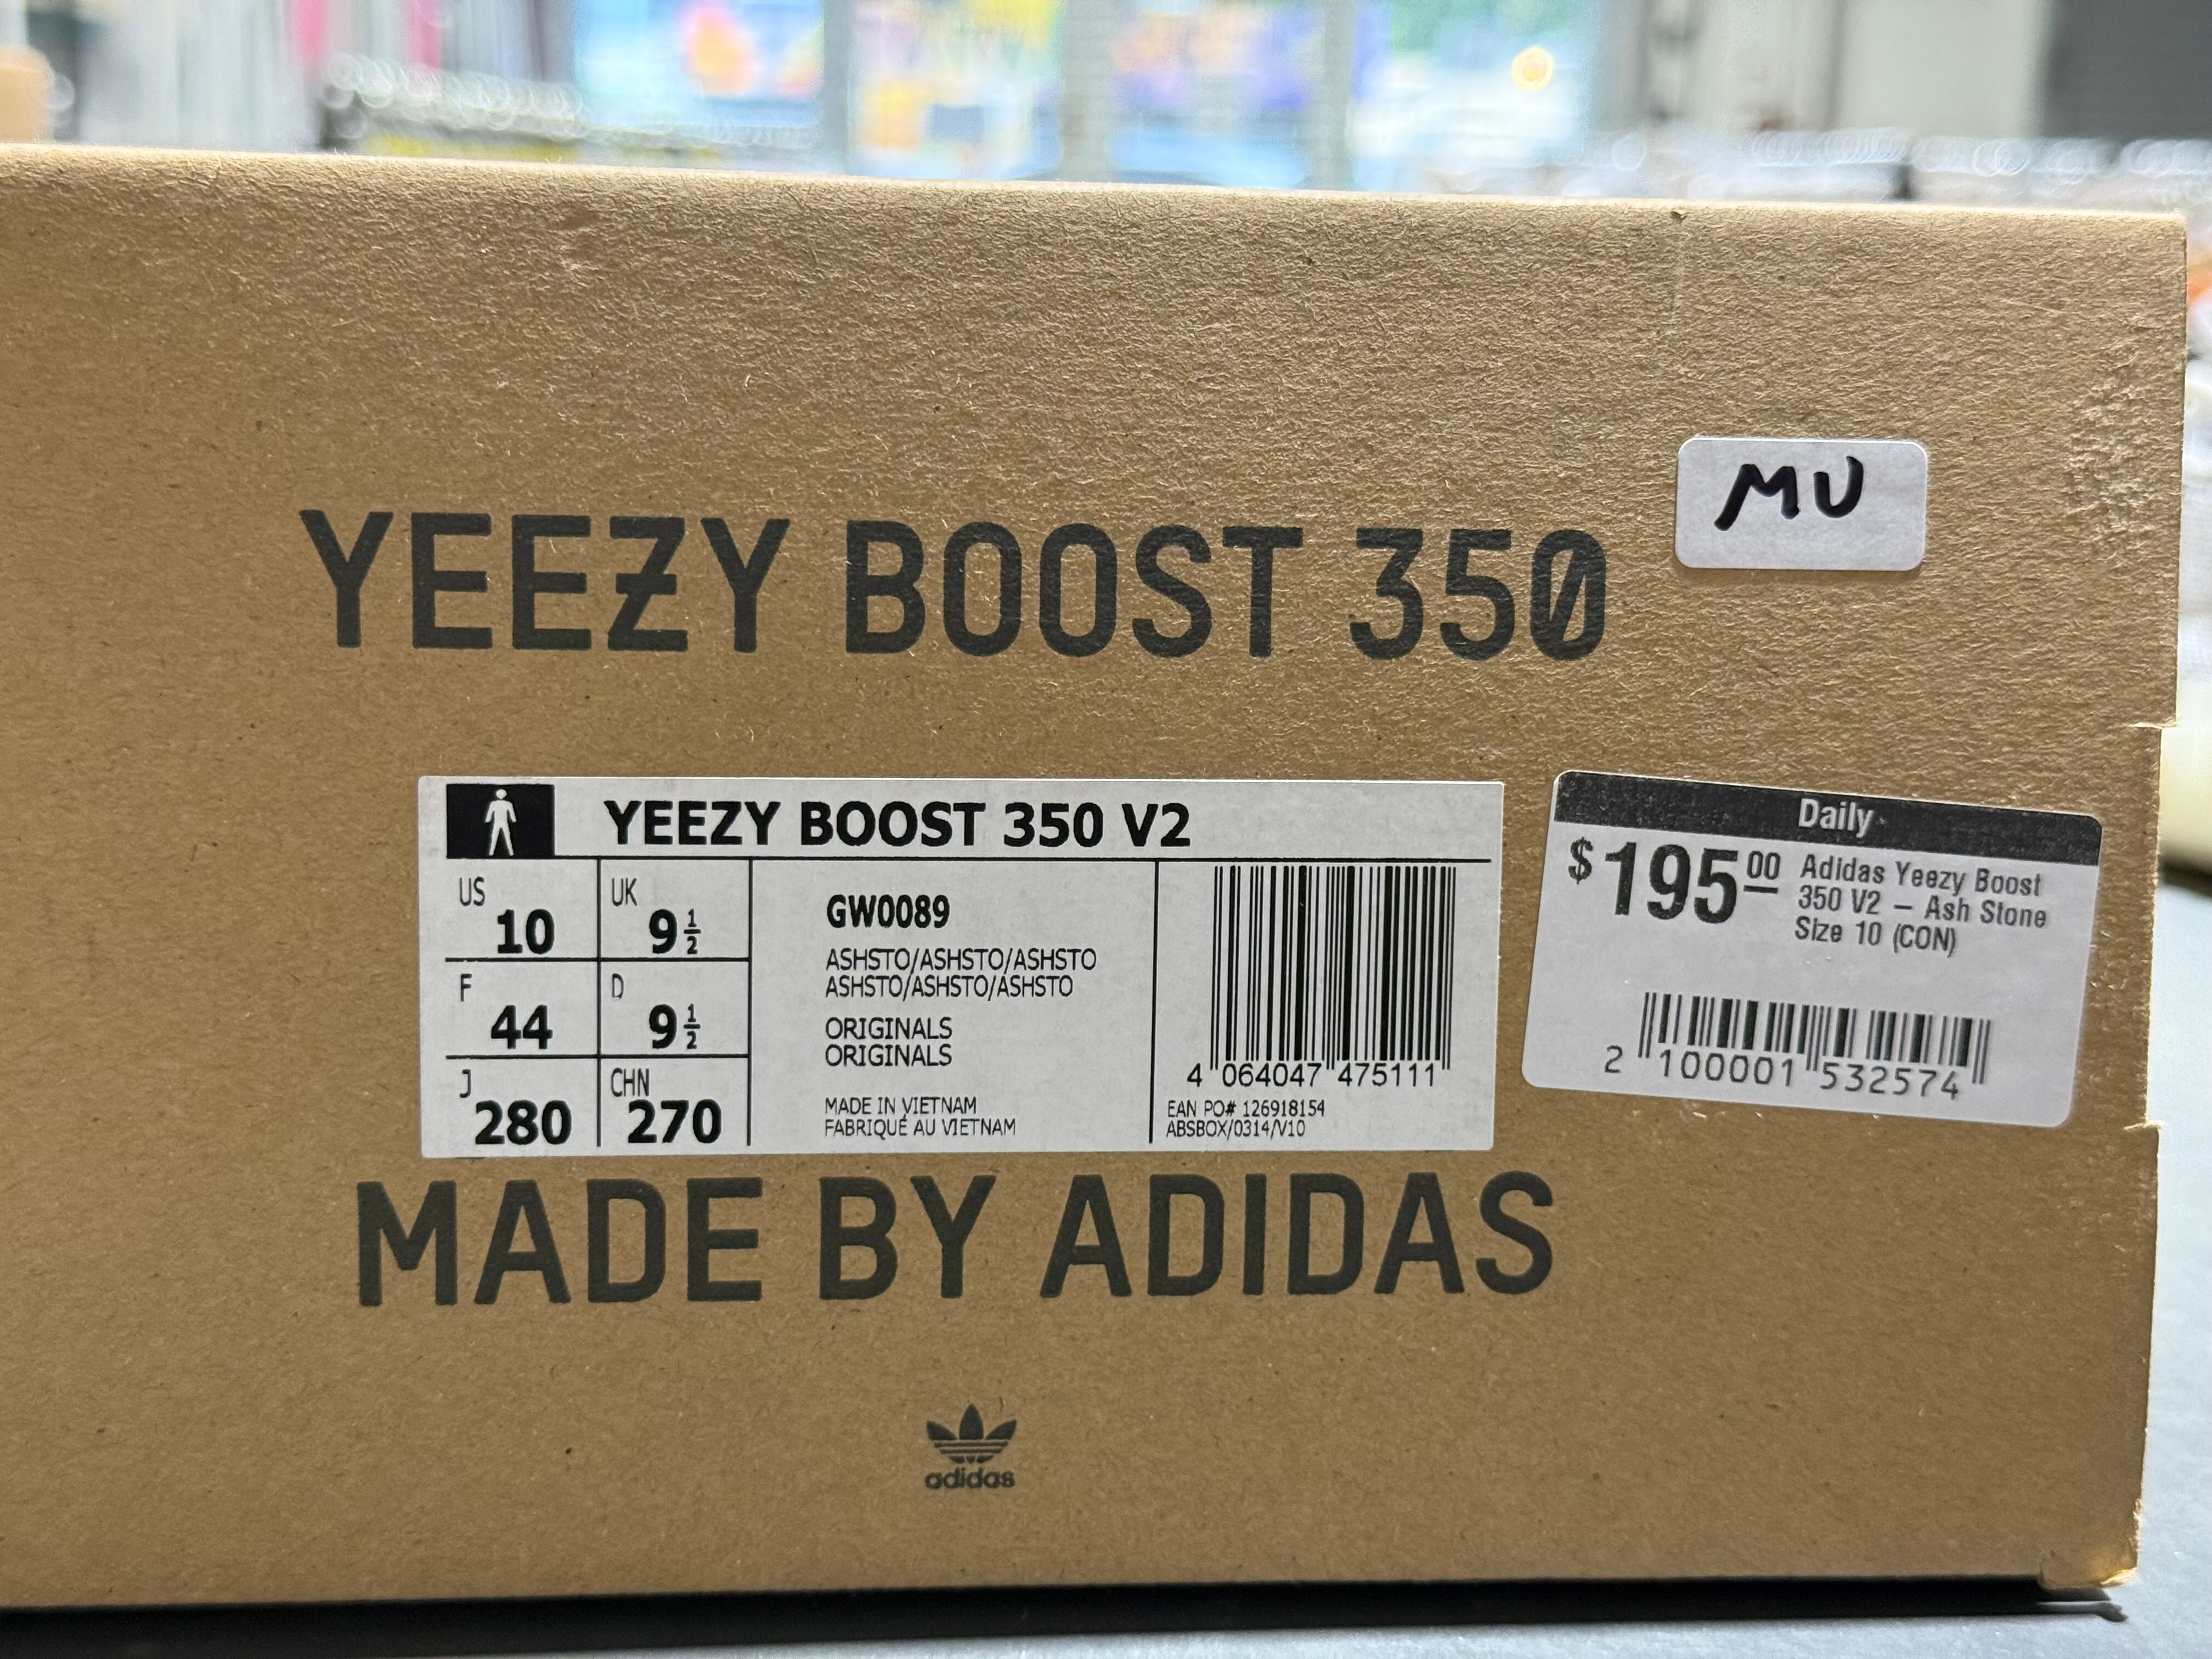 MU
YEEZY BOOST 350
YEEZY BOOST 350 V2
US 10
UK 9 1/2
F 44
D 9 1/2
J 280
CHN 270
GW0089
ASHSTO/ASHSTO/ASHSTO
ASHSTO/ASHSTO/ASHSTO
ORIGINALS
ORIGINALS
MADE IN VIETNAM
FABRIQUÉ AU VIETNAM
4 064047 475111
EAN PO# 126918154
ABSBOX/0314/V10
Daily
$195.00
Adidas Yeezy Boost
350 V2 – Ash Stone
Size 10 (CON)
2 100001 532574
MADE BY ADIDAS
adidas